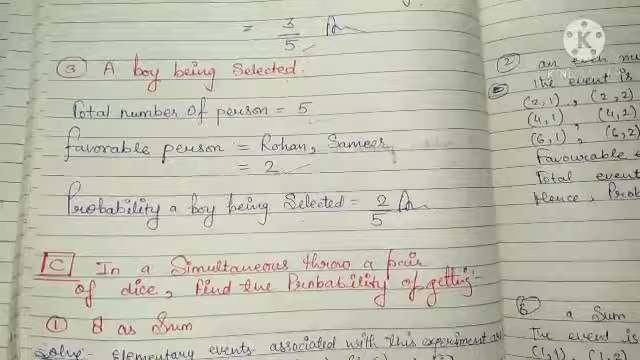 = 3/5 Ans
③ A boy being Selected.
Total number of person = 5
favorable person = Rohan, Sameer,
= 2
Probability a boy being Selected = 2/5 Ans
C In a Simultaneous throw a pair
of dice, find the Probability of getting:-
① 8 as Sum
Solve- Elementary events associated with this experiment are
② an even nu
The event is
(2,1), (2,2)
(4,1), (4,2)
(6,1), (6,2)
Favourable e
Total event
Hence, Prob
a Sum
The event is
(1,1), (1,2)
K